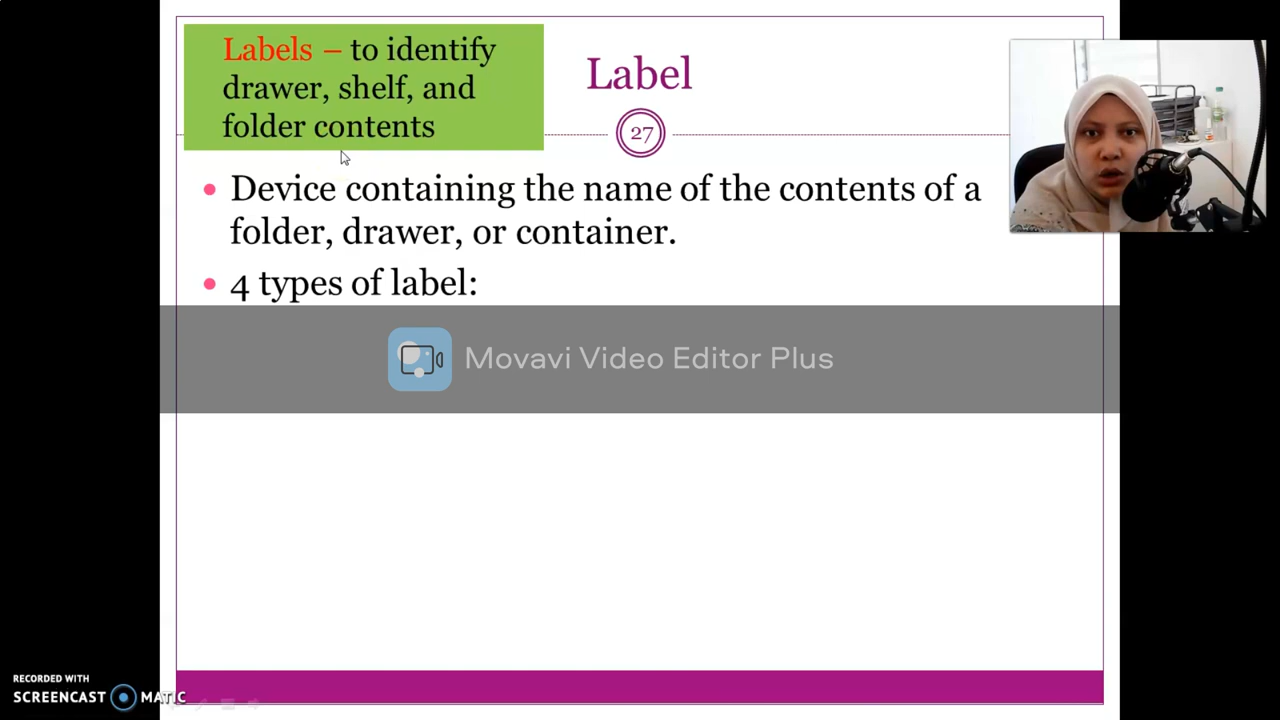 Labels – to identify
drawer, shelf, and
folder contents
Label
27
• Device containing the name of the contents of a
folder, drawer, or container.
• 4 types of label:
Movavi Video Editor Plus
RECORDED WITH
SCREENCAST MATIC